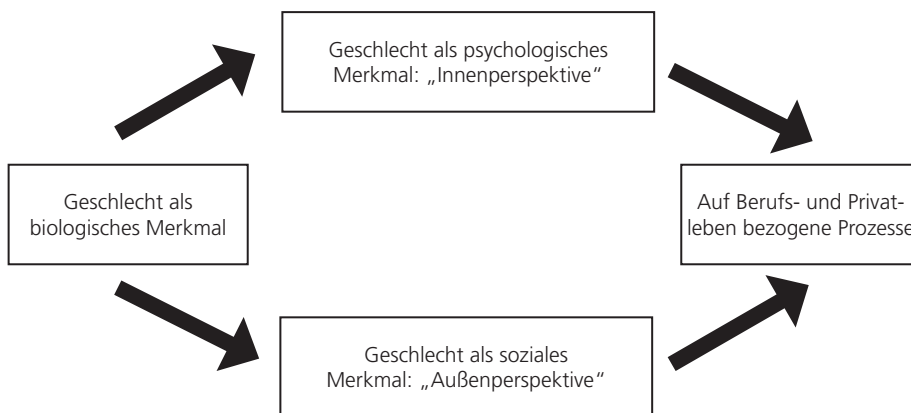 Geschlecht als psychologisches
Merkmal: „Innenperspektive“
Geschlecht als
biologisches Merkmal
Auf Berufs- und Privat-
leben bezogene Prozesse
Geschlecht als soziales
Merkmal: „Außenperspektive“